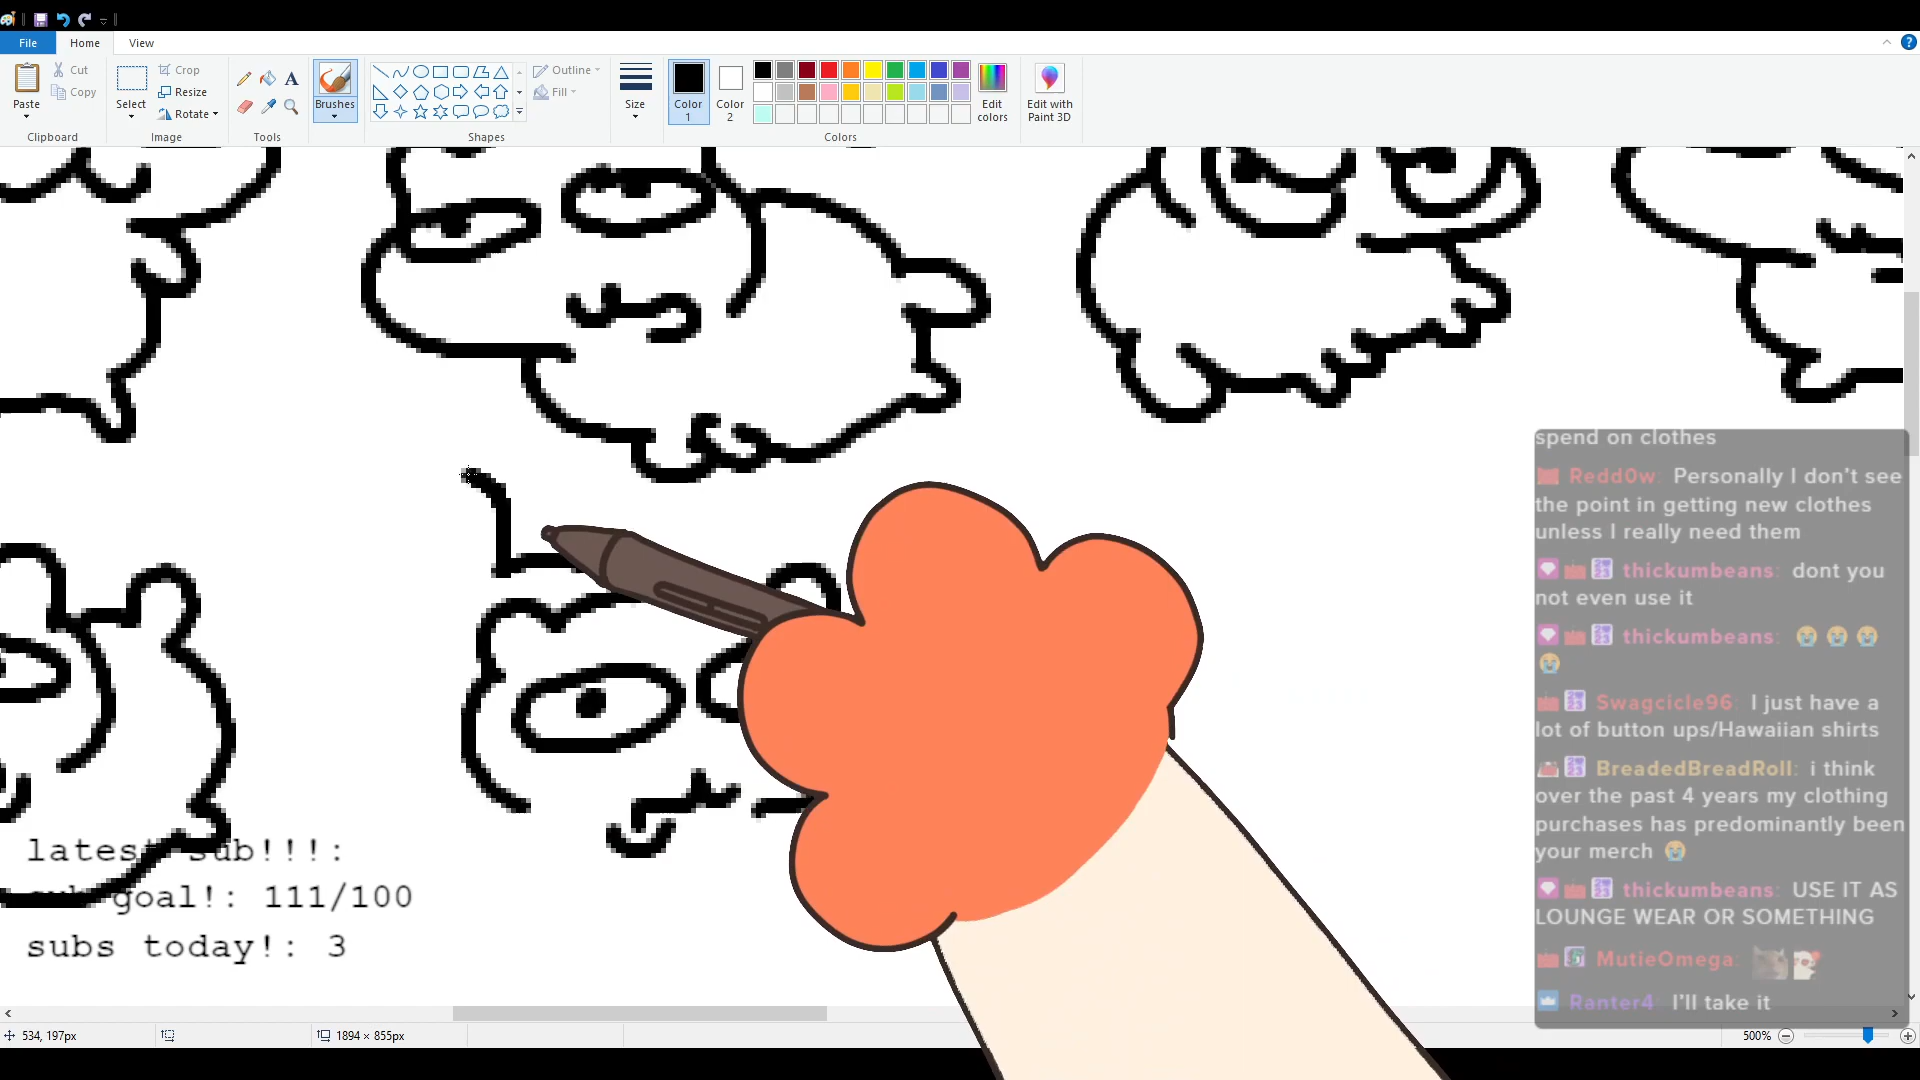 File Home View
Paste
Cut
Copy
Clipboard
Select
Crop
Resize
Rotate
Image
A
Tools
Brushes
Outline
Fill
Shapes
Size
Color
1
Color
2
Edit
colors
Colors
Edit with
Paint 3D
spend on clothes
Redd0w: Personally I don't see
the point in getting new clothes
unless I really need them
thickumbeans: dont you
not even use it
thickumbeans: 😭 😭 😭
😭
Swagcicle96: I just have a
lot of button ups/Hawaiian shirts
BreadedBreadRoll: i think
over the past 4 years my clothing
purchases has predominantly been
your merch 😭
thickumbeans: USE IT AS
LOUNGE WEAR OR SOMETHING
MutieOmega:
Ranter4: I'll take it
latest sub!!!:
sub goal!: 111/100
subs today!: 3
534, 197px
1894 × 855px
500%